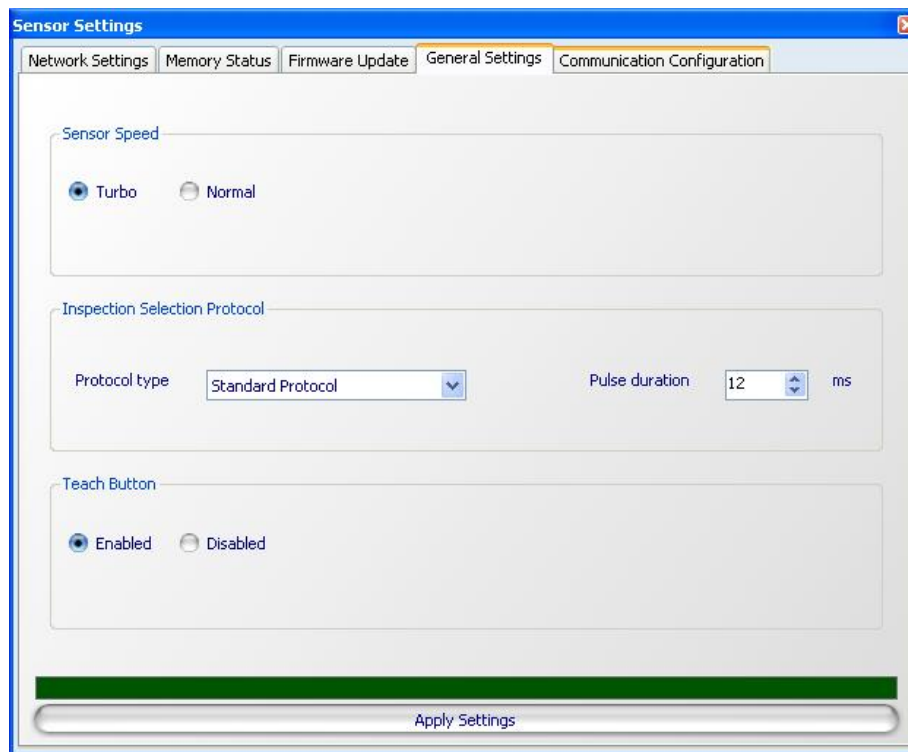 Sensor Settings
Network Settings Memory Status Firmware Update General Settings Communication Configuration
Sensor Speed
Turbo Normal
Inspection Selection Protocol
Protocol type Standard Protocol Pulse duration 12 ms
Teach Button
Enabled Disabled
Apply Settings